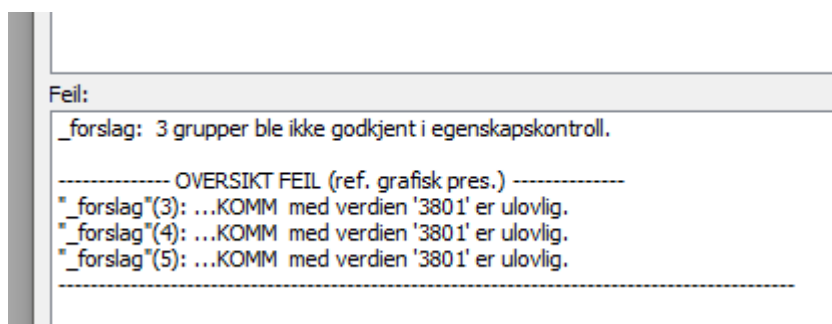 Feil:
_forslag:  3 grupper ble ikke godkjent i egenskapskontroll.
-------------- OVERSIKT FEIL (ref. grafisk pres.) --------------
"_forslag"(3): ...KOMM  med verdien '3801' er ulovlig.
"_forslag"(4): ...KOMM  med verdien '3801' er ulovlig.
"_forslag"(5): ...KOMM  med verdien '3801' er ulovlig.
------------------------------------------------------------------------------------------